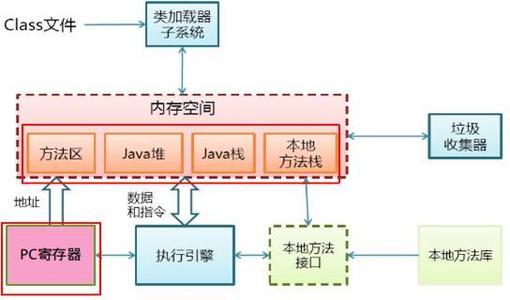 Class文件
类加载器
子系统
内存空间
方法区
Java堆
Java栈
本地
方法栈
垃圾
收集器
地址
数据
和指令
PC寄存器
执行引擎
本地方法
接口
本地方法库